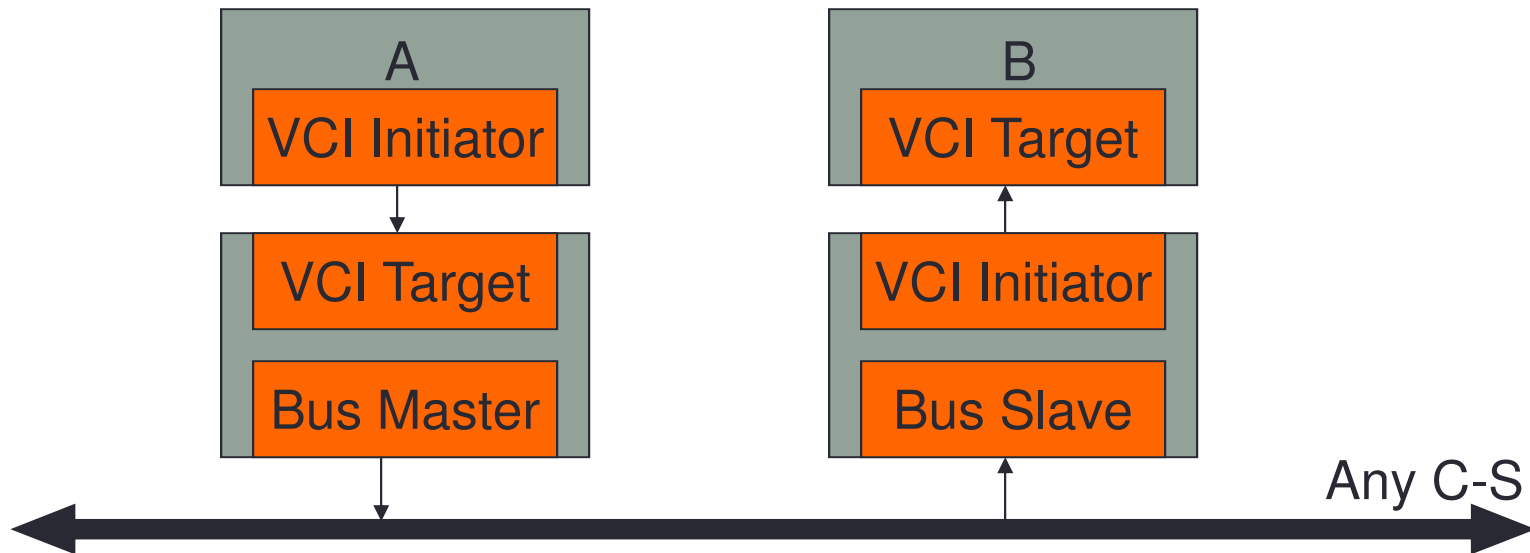 A
VCI Initiator
VCI Target
Bus Master
B
VCI Target
VCI Initiator
Bus Slave
Any C-S